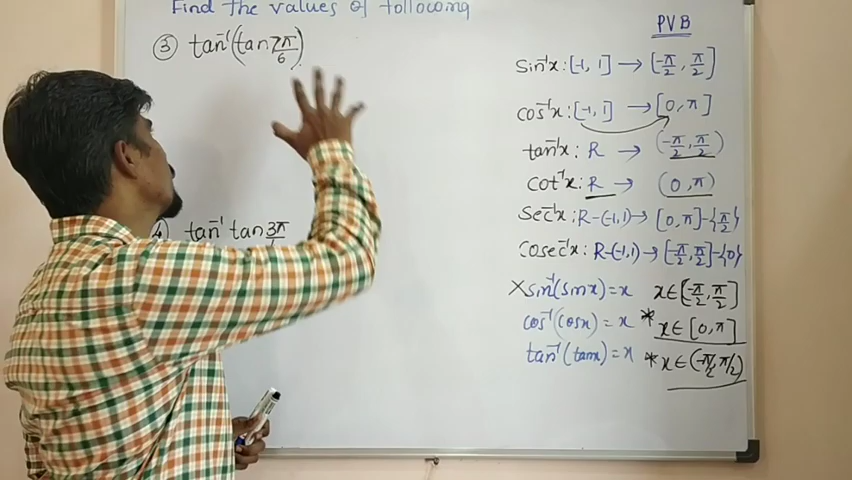 Find the values of following
③ tan⁻¹(tan 7π/6)
④ tan⁻¹ tan 3π
PVB
sin⁻¹x : [-1, 1] → [-π/2, π/2]
cos⁻¹x : [-1, 1] → [0, π]
tan⁻¹x : R → (-π/2, π/2)
cot⁻¹x : R → (0, π)
sec⁻¹x : R-(-1,1) → [0, π]-{π/2}
cosec⁻¹x : R-(-1,1) → [-π/2, π/2]-{0}
×sin⁻¹(sinx) = x x∈[-π/2, π/2]
cos⁻¹(cosx) = x * x∈[0, π]
tan⁻¹(tanx) = x * x∈(-π/2, π/2)